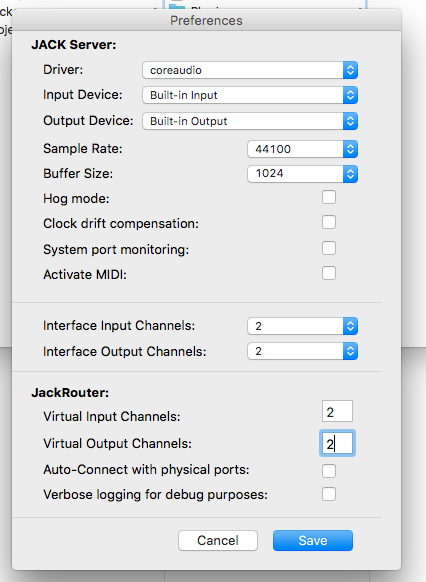 Preferences
JACK Server:
Driver: coreaudio
Input Device: Built-in Input
Output Device: Built-in Output
Sample Rate: 44100
Buffer Size: 1024
Hog mode:
Clock drift compensation:
System port monitoring:
Activate MIDI:
Interface Input Channels: 2
Interface Output Channels: 2
JackRouter:
Virtual Input Channels: 2
Virtual Output Channels: 2
Auto-Connect with physical ports:
Verbose logging for debug purposes:
Cancel Save